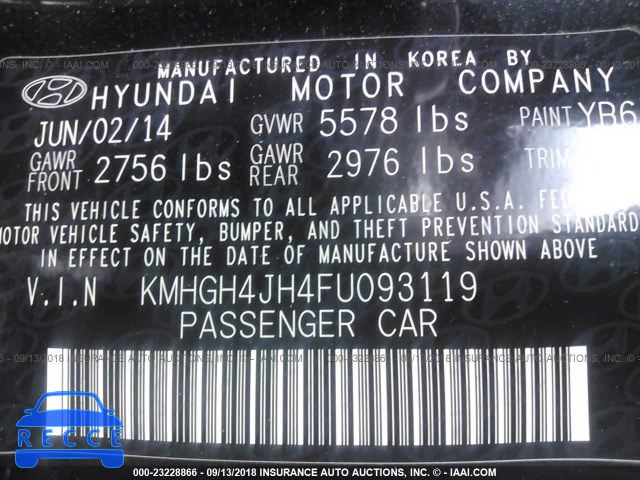 MANUFACTURED IN KOREA BY
HYUNDAI MOTOR COMPANY
JUN/02/14 GVWR 5578 lbs PAINT YB6
GAWR FRONT 2756 lbs GAWR REAR 2976 lbs TRIM
THIS VEHICLE CONFORMS TO ALL APPLICABLE U.S.A.
MOTOR VEHICLE SAFETY, BUMPER, AND THEFT PREVENTION STANDARD
IN EFFECT ON THE DATE OF MANUFACTURE SHOWN ABOVE
V.I.N KMHGH4JH4FU093119
PASSENGER CAR
RECCE
000-23228866 - 09/13/2018 INSURANCE AUTO AUCTIONS, INC. - © IAAI.COM